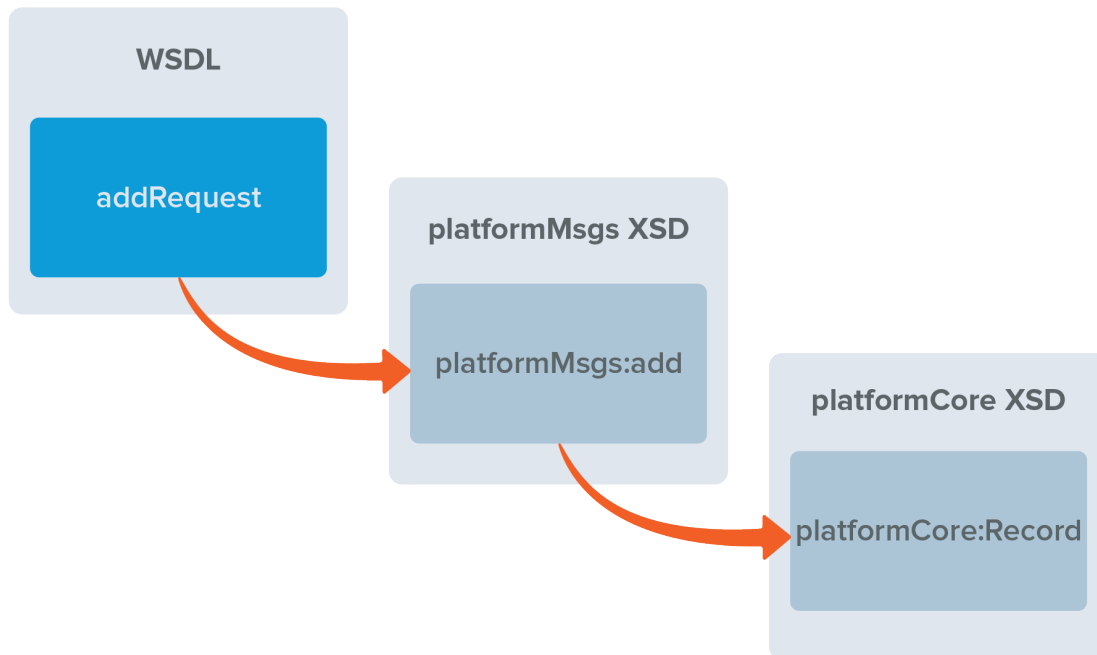 WSDL
addRequest
platformMsgs XSD
platformMsgs:add
platformCore XSD
platformCore:Record